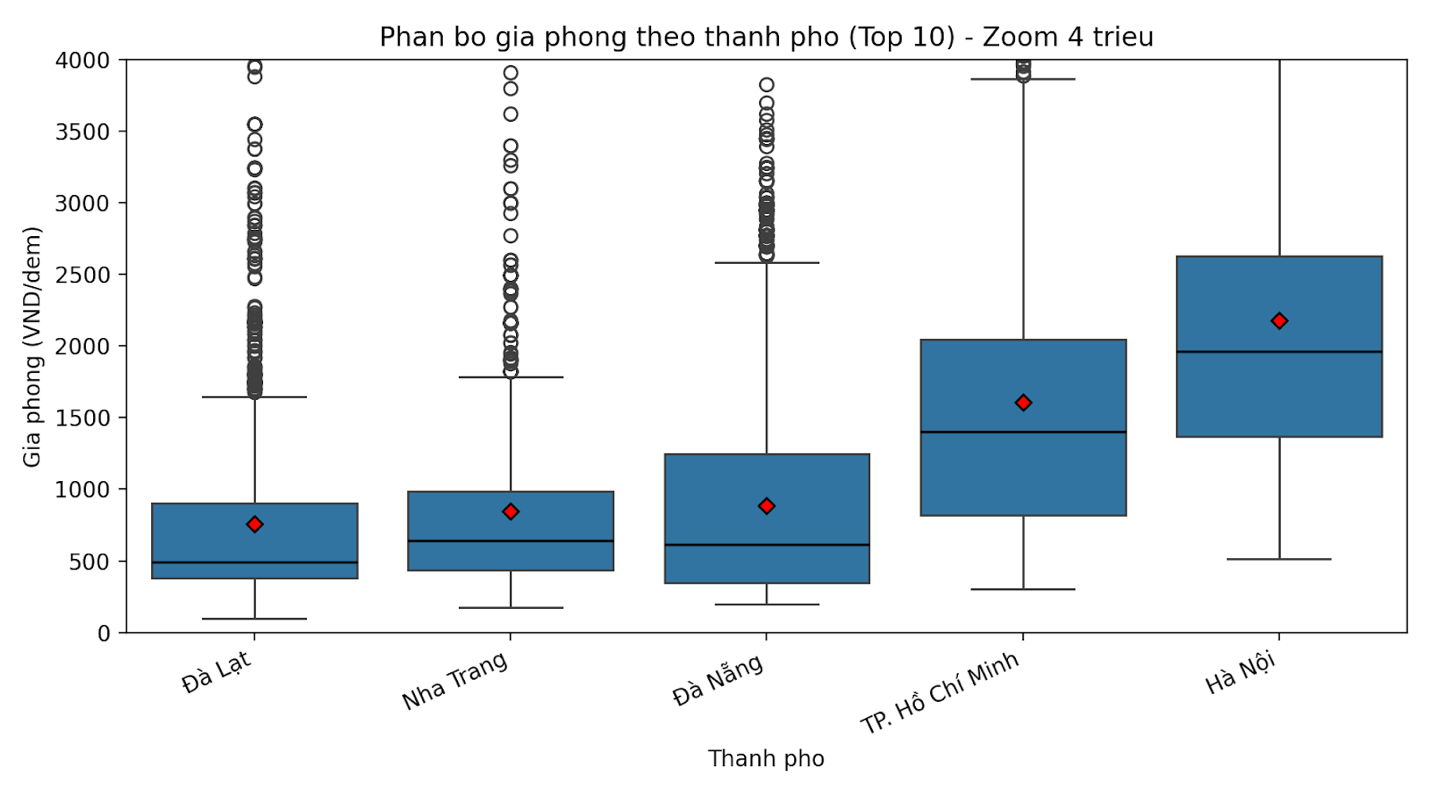 Phan bo gia phong theo thanh pho (Top 10) - Zoom 4 trieu
Gia phong (VND/dem)
4000
3500
3000
2500
2000
1500
1000
500
0
Đà Lạt
Nha Trang
Đà Nẵng
TP. Hồ Chí Minh
Hà Nội
Thanh pho